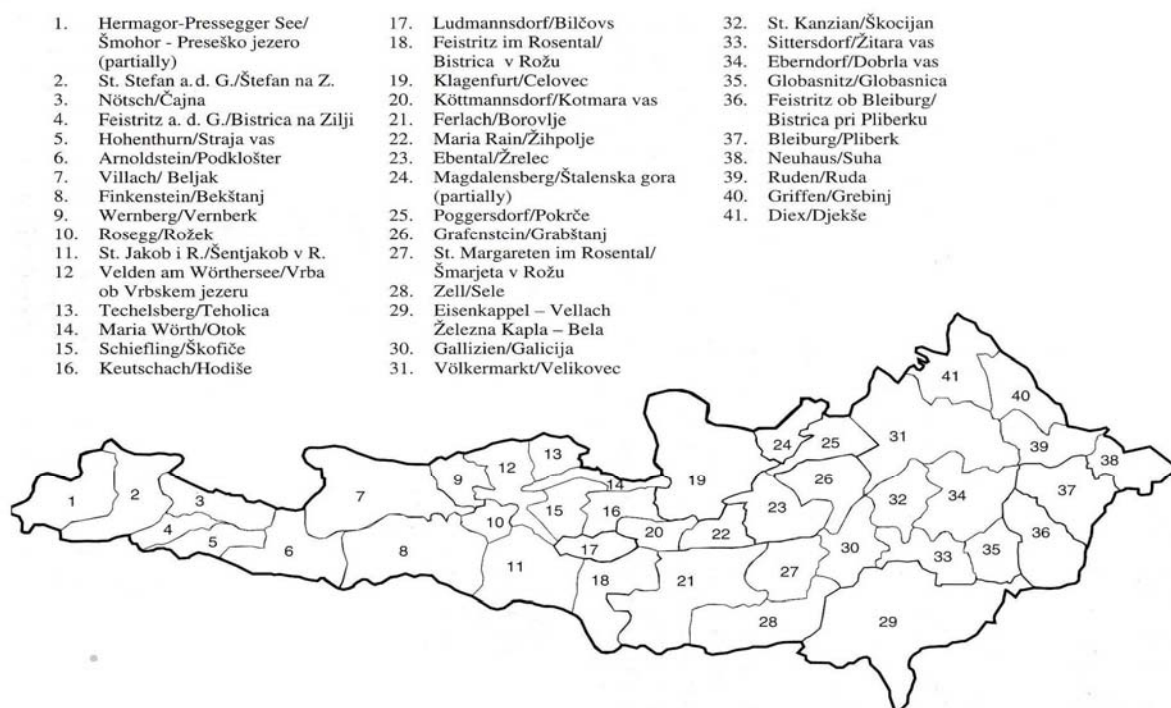 1. Hermagor-Pressegger See/
Šmohor - Preseško jezero
(partially)
2. St. Stefan a. d. G./Štefan na Z.
3. Nötsch/Čajna
4. Feistritz a. d. G./Bistrica na Zilji
5. Hohenthurn/Straja vas
6. Arnoldstein/Podklošter
7. Villach/ Beljak
8. Finkenstein/Bekštanj
9. Wernberg/Vernberk
10. Rosegg/Rožek
11. St. Jakob i R./Šentjakob v R.
12 Velden am Wörthersee/Vrba
ob Vrbskem jezeru
13. Techelsberg/Teholica
14. Maria Wörth/Otok
15. Schiefling/Škofiče
16. Keutschach/Hodiše
17. Ludmannsdorf/Bilčovs
18. Feistritz im Rosental/
Bistrica v Rožu
19. Klagenfurt/Celovec
20. Köttmannsdorf/Kotmara vas
21. Ferlach/Borovlje
22. Maria Rain/Žihpolje
23. Ebental/Žrelec
24. Magdalensberg/Štalenska gora
(partially)
25. Poggersdorf/Pokrče
26. Grafenstein/Grabštanj
27. St. Margareten im Rosental/
Šmarjeta v Rožu
28. Zell/Sele
29. Eisenkappel – Vellach
Železna Kapla – Bela
30. Gallizien/Galicija
31. Völkermarkt/Velikovec
32. St. Kanzian/Škocijan
33. Sittersdorf/Žitara vas
34. Eberndorf/Dobrla vas
35. Globasnitz/Globasnica
36. Feistritz ob Bleiburg/
Bistrica pri Pliberku
37. Bleiburg/Pliberk
38. Neuhaus/Suha
39. Ruden/Ruda
40. Griffen/Grebinj
41. Diex/Djekše
1
2
3
4
5
6
7
8
9
10
11
12
13
14
15
16
17
18
19
20
21
22
23
24
25
26
27
28
29
30
31
32
33
34
35
36
37
38
39
40
41